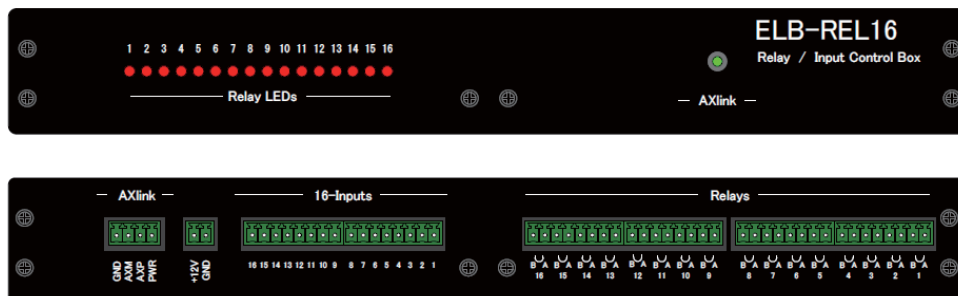 ELB-REL16
1 2 3 4 5 6 7 8 9 10 11 12 13 14 15 16
Relay / Input Control Box
Relay LEDs
AXlink
AXlink
16-Inputs
Relays
GND
AXM
AXP
PWR
+12V
GND
16 15 14 13 12 11 10 9 8 7 6 5 4 3 2 1
B A B A B A B A B A B A B A B A B A B A B A B A B A B A B A B A
16 15 14 13 12 11 10 9 8 7 6 5 4 3 2 1